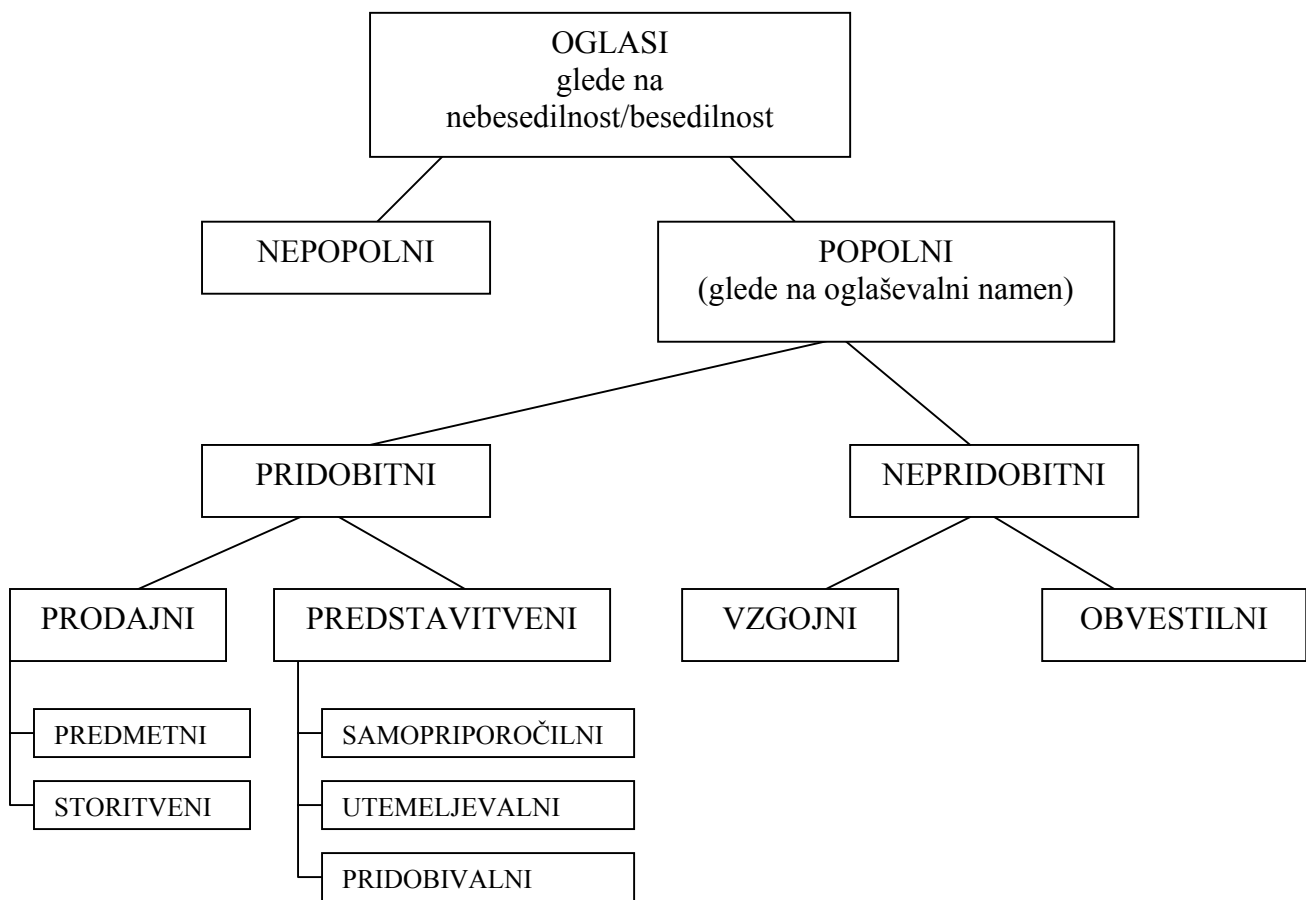 OGLASI
glede na
nebesedilnost/besedilnost
NEPOPOLNI
POPOLNI
(glede na oglaševalni namen)
PRIDOBITNI
NEPRIDOBITNI
PRODAJNI
PREDSTAVITVENI
VZGOJNI
OBVESTILNI
PREDMETNI
SAMOPRIPOROČILNI
STORITVENI
UTEMELJEVALNI
PRIDOBIVALNI